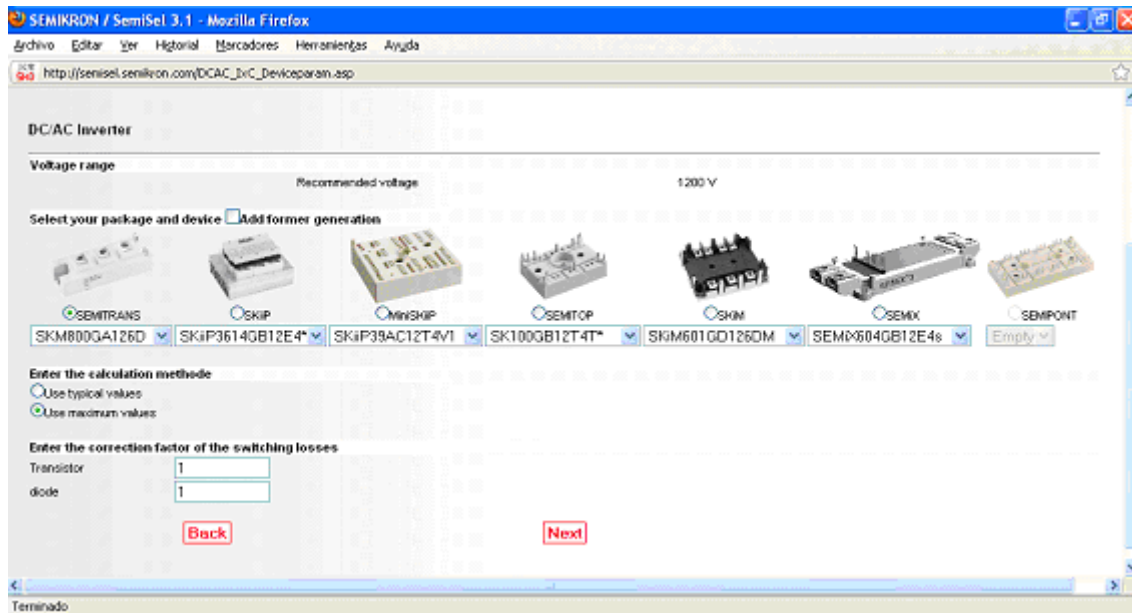 SEMIKRON / SemiSel 3.1 - Mozilla Firefox
Archivo Editar Ver Historial Marcadores Herramientas Ayuda
http://semisel.semikron.com/DCAC_IxC_Deviceparam.asp
DC/AC Inverter
Voltage range
Recommended voltage 1200 V
Select your package and device Add former generation
SEMITRANS SKiiP MiniSKiiP SEMITOP SKiM SEMiX SEMIPONT
SKM800GA126D SKiiP3614GB12E4* SKiiP39AC12T4V1 SK100GB12T4T* SKiM601GD126DM SEMiX604GB12E4s Empty
Enter the calculation methode
Use typical values
Use maximum values
Enter the correction factor of the switching losses
Transistor 1
diode 1
Back Next
Terminado